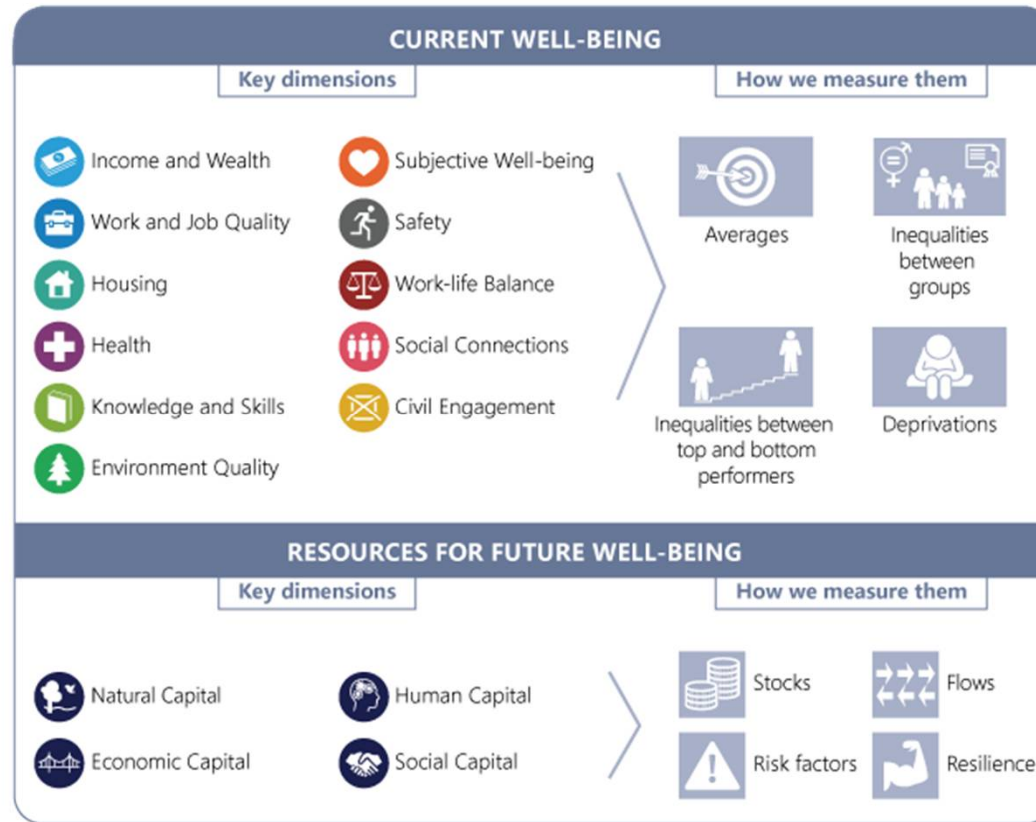 CURRENT WELL-BEING
Key dimensions
How we measure them
Income and Wealth
Work and Job Quality
Housing
Health
Knowledge and Skills
Environment Quality
Subjective Well-being
Safety
Work-life Balance
Social Connections
Civil Engagement
Averages
Inequalities
between
groups
Inequalities between
top and bottom
performers
Deprivations
RESOURCES FOR FUTURE WELL-BEING
Key dimensions
How we measure them
Natural Capital
Economic Capital
Human Capital
Social Capital
Stocks
Flows
Risk factors
Resilience